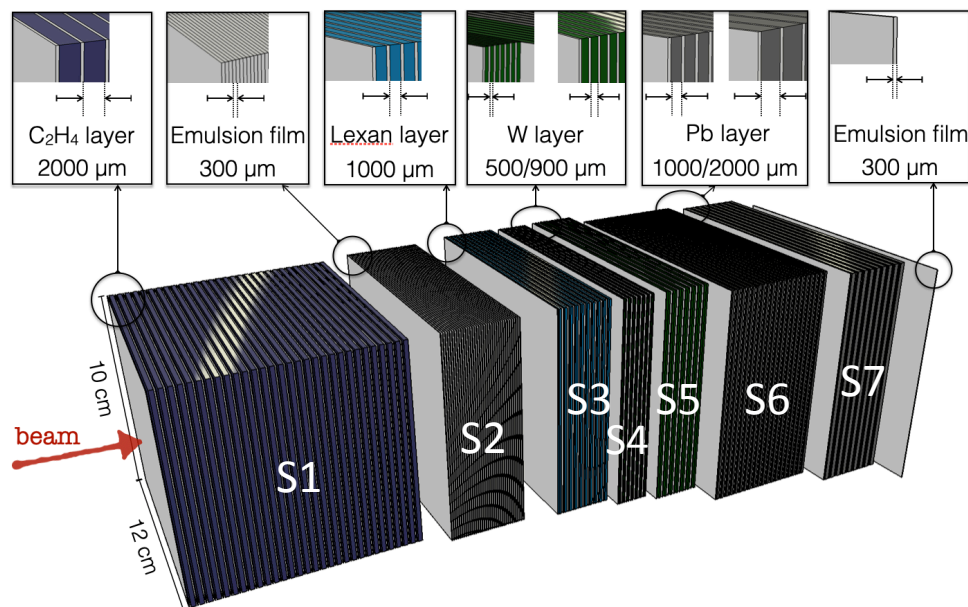 C₂H₄ layer
2000 µm
Emulsion film
300 µm
Lexan layer
1000 µm
W layer
500/900 µm
Pb layer
1000/2000 µm
Emulsion film
300 µm
10 cm
beam
12 cm
S1
S2
S3
S4
S5
S6
S7